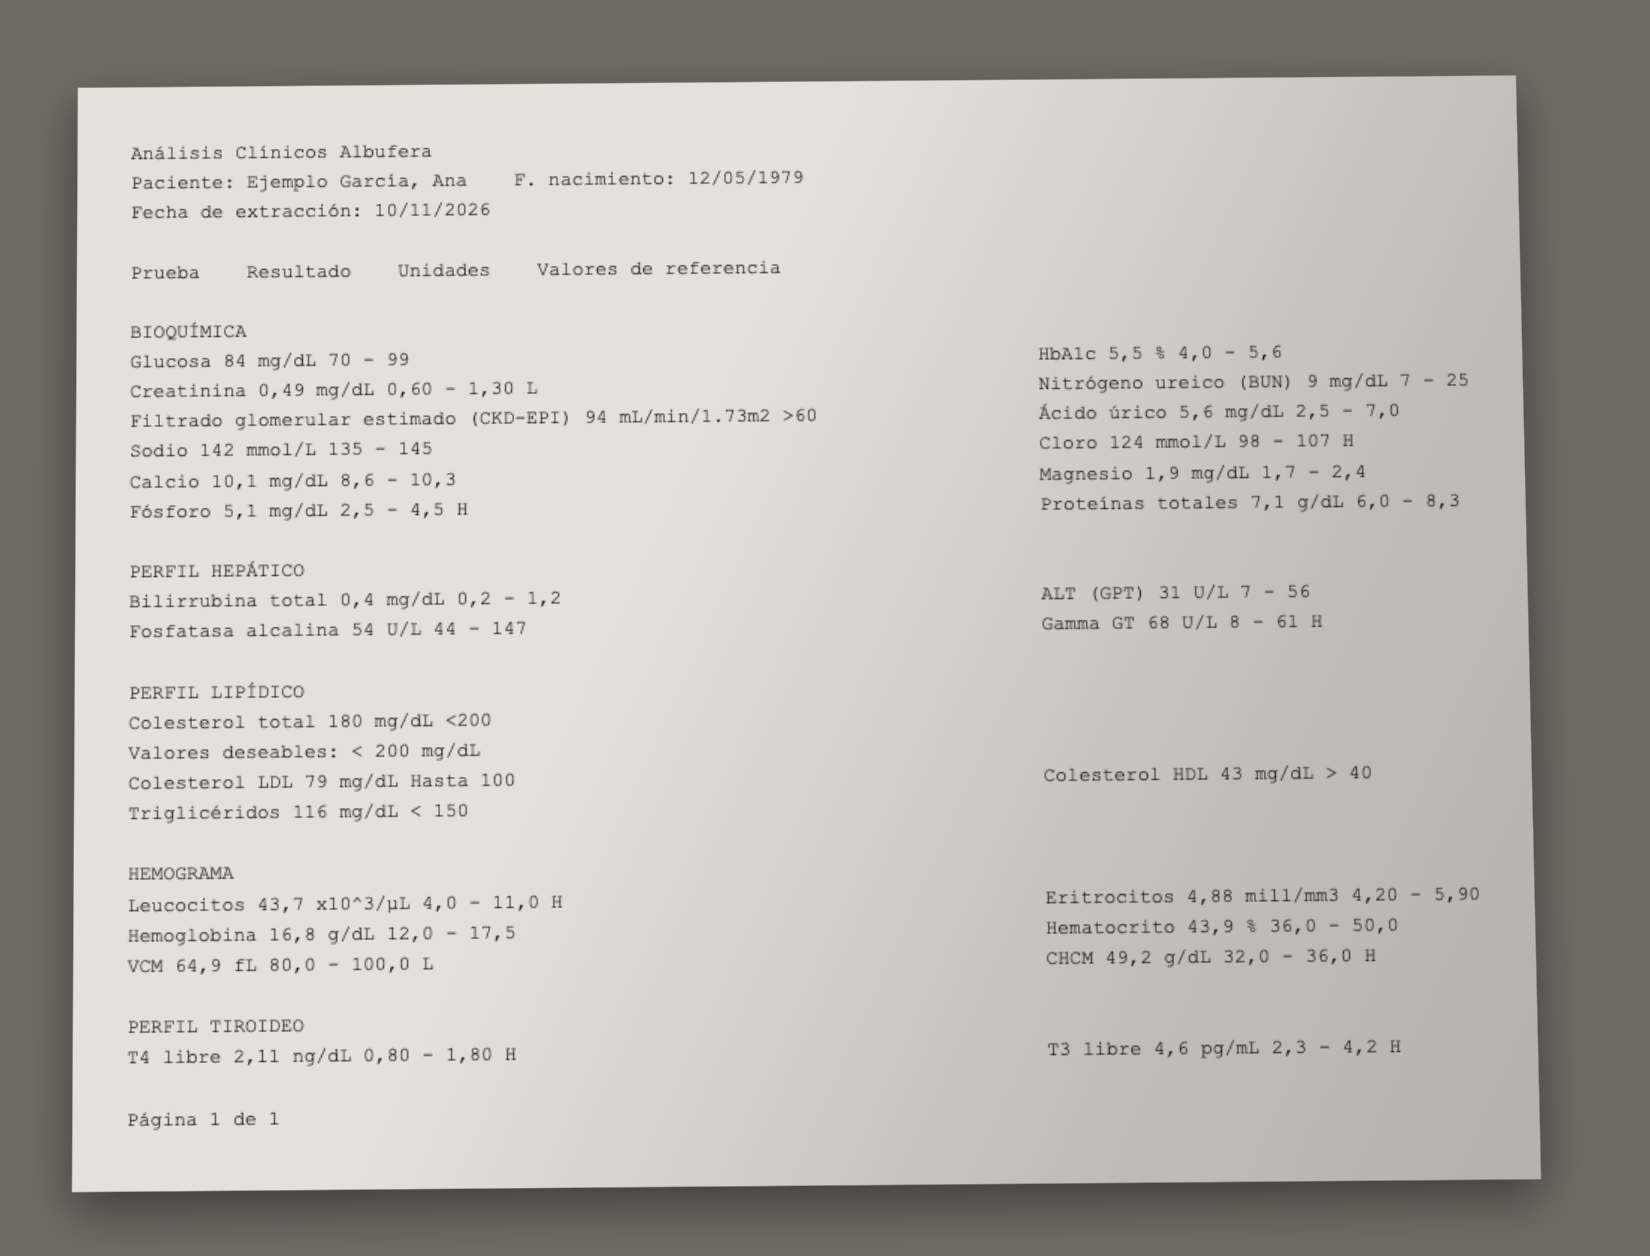 Análisis Clínicos Albufera
Paciente: Ejemplo García, Ana    F. nacimiento: 12/05/1979
Fecha de extracción: 10/11/2026
Prueba    Resultado    Unidades    Valores de referencia
BIOQUÍMICA
Glucosa 84 mg/dL 70 - 99
HbA1c 5,5 % 4,0 - 5,6
Creatinina 0,49 mg/dL 0,60 - 1,30 L
Nitrógeno ureico (BUN) 9 mg/dL 7 - 25
Filtrado glomerular estimado (CKD-EPI) 94 mL/min/1.73m2 >60
Ácido úrico 5,6 mg/dL 2,5 - 7,0
Sodio 142 mmol/L 135 - 145
Cloro 124 mmol/L 98 - 107 H
Calcio 10,1 mg/dL 8,6 - 10,3
Magnesio 1,9 mg/dL 1,7 - 2,4
Fósforo 5,1 mg/dL 2,5 - 4,5 H
Proteínas totales 7,1 g/dL 6,0 - 8,3
PERFIL HEPÁTICO
Bilirrubina total 0,4 mg/dL 0,2 - 1,2
ALT (GPT) 31 U/L 7 - 56
Fosfatasa alcalina 54 U/L 44 - 147
Gamma GT 68 U/L 8 - 61 H
PERFIL LIPÍDICO
Colesterol total 180 mg/dL <200
Valores deseables: < 200 mg/dL
Colesterol LDL 79 mg/dL Hasta 100
Colesterol HDL 43 mg/dL > 40
Triglicéridos 116 mg/dL < 150
HEMOGRAMA
Leucocitos 43,7 x10^3/µL 4,0 - 11,0 H
Eritrocitos 4,88 mill/mm3 4,20 - 5,90
Hemoglobina 16,8 g/dL 12,0 - 17,5
Hematocrito 43,9 % 36,0 - 50,0
VCM 64,9 fL 80,0 - 100,0 L
CHCM 49,2 g/dL 32,0 - 36,0 H
PERFIL TIROIDEO
T4 libre 2,11 ng/dL 0,80 - 1,80 H
T3 libre 4,6 pg/mL 2,3 - 4,2 H
Página 1 de 1